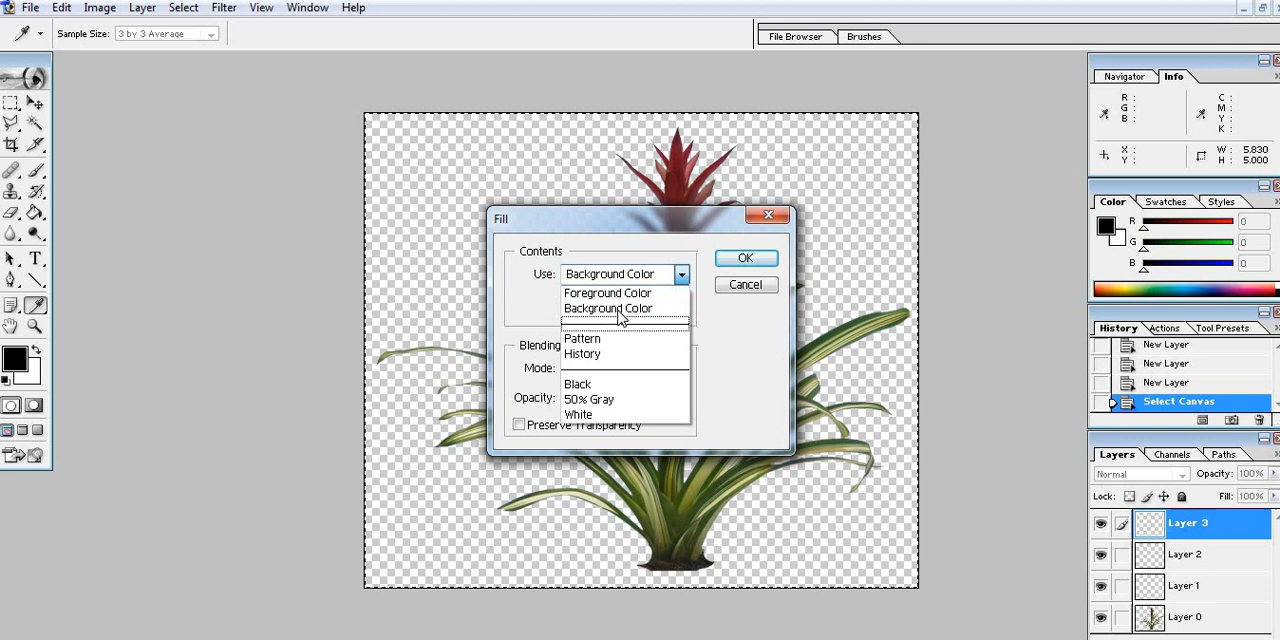 File Edit Image Layer Select Filter View Window Help
Sample Size: 3 by 3 Average
File Browser Brushes
Navigator Info
R :
G :
B :
C :
M :
Y :
K :
X :
Y :
W : 5.830
H : 5.000
Color Swatches Styles
R 0
G 0
B 0
History Actions Tool Presets
New Layer
New Layer
New Layer
Select Canvas
Layers Channels Paths
Normal Opacity: 100%
Lock: Fill: 100%
Layer 3
Layer 2
Layer 1
Layer 0
Fill
Contents
Use: Background Color
Foreground Color
Background Color
Pattern
History
Black
50% Gray
White
OK
Cancel
Blending
Mode:
Opacity:
Preserve Transparency
T